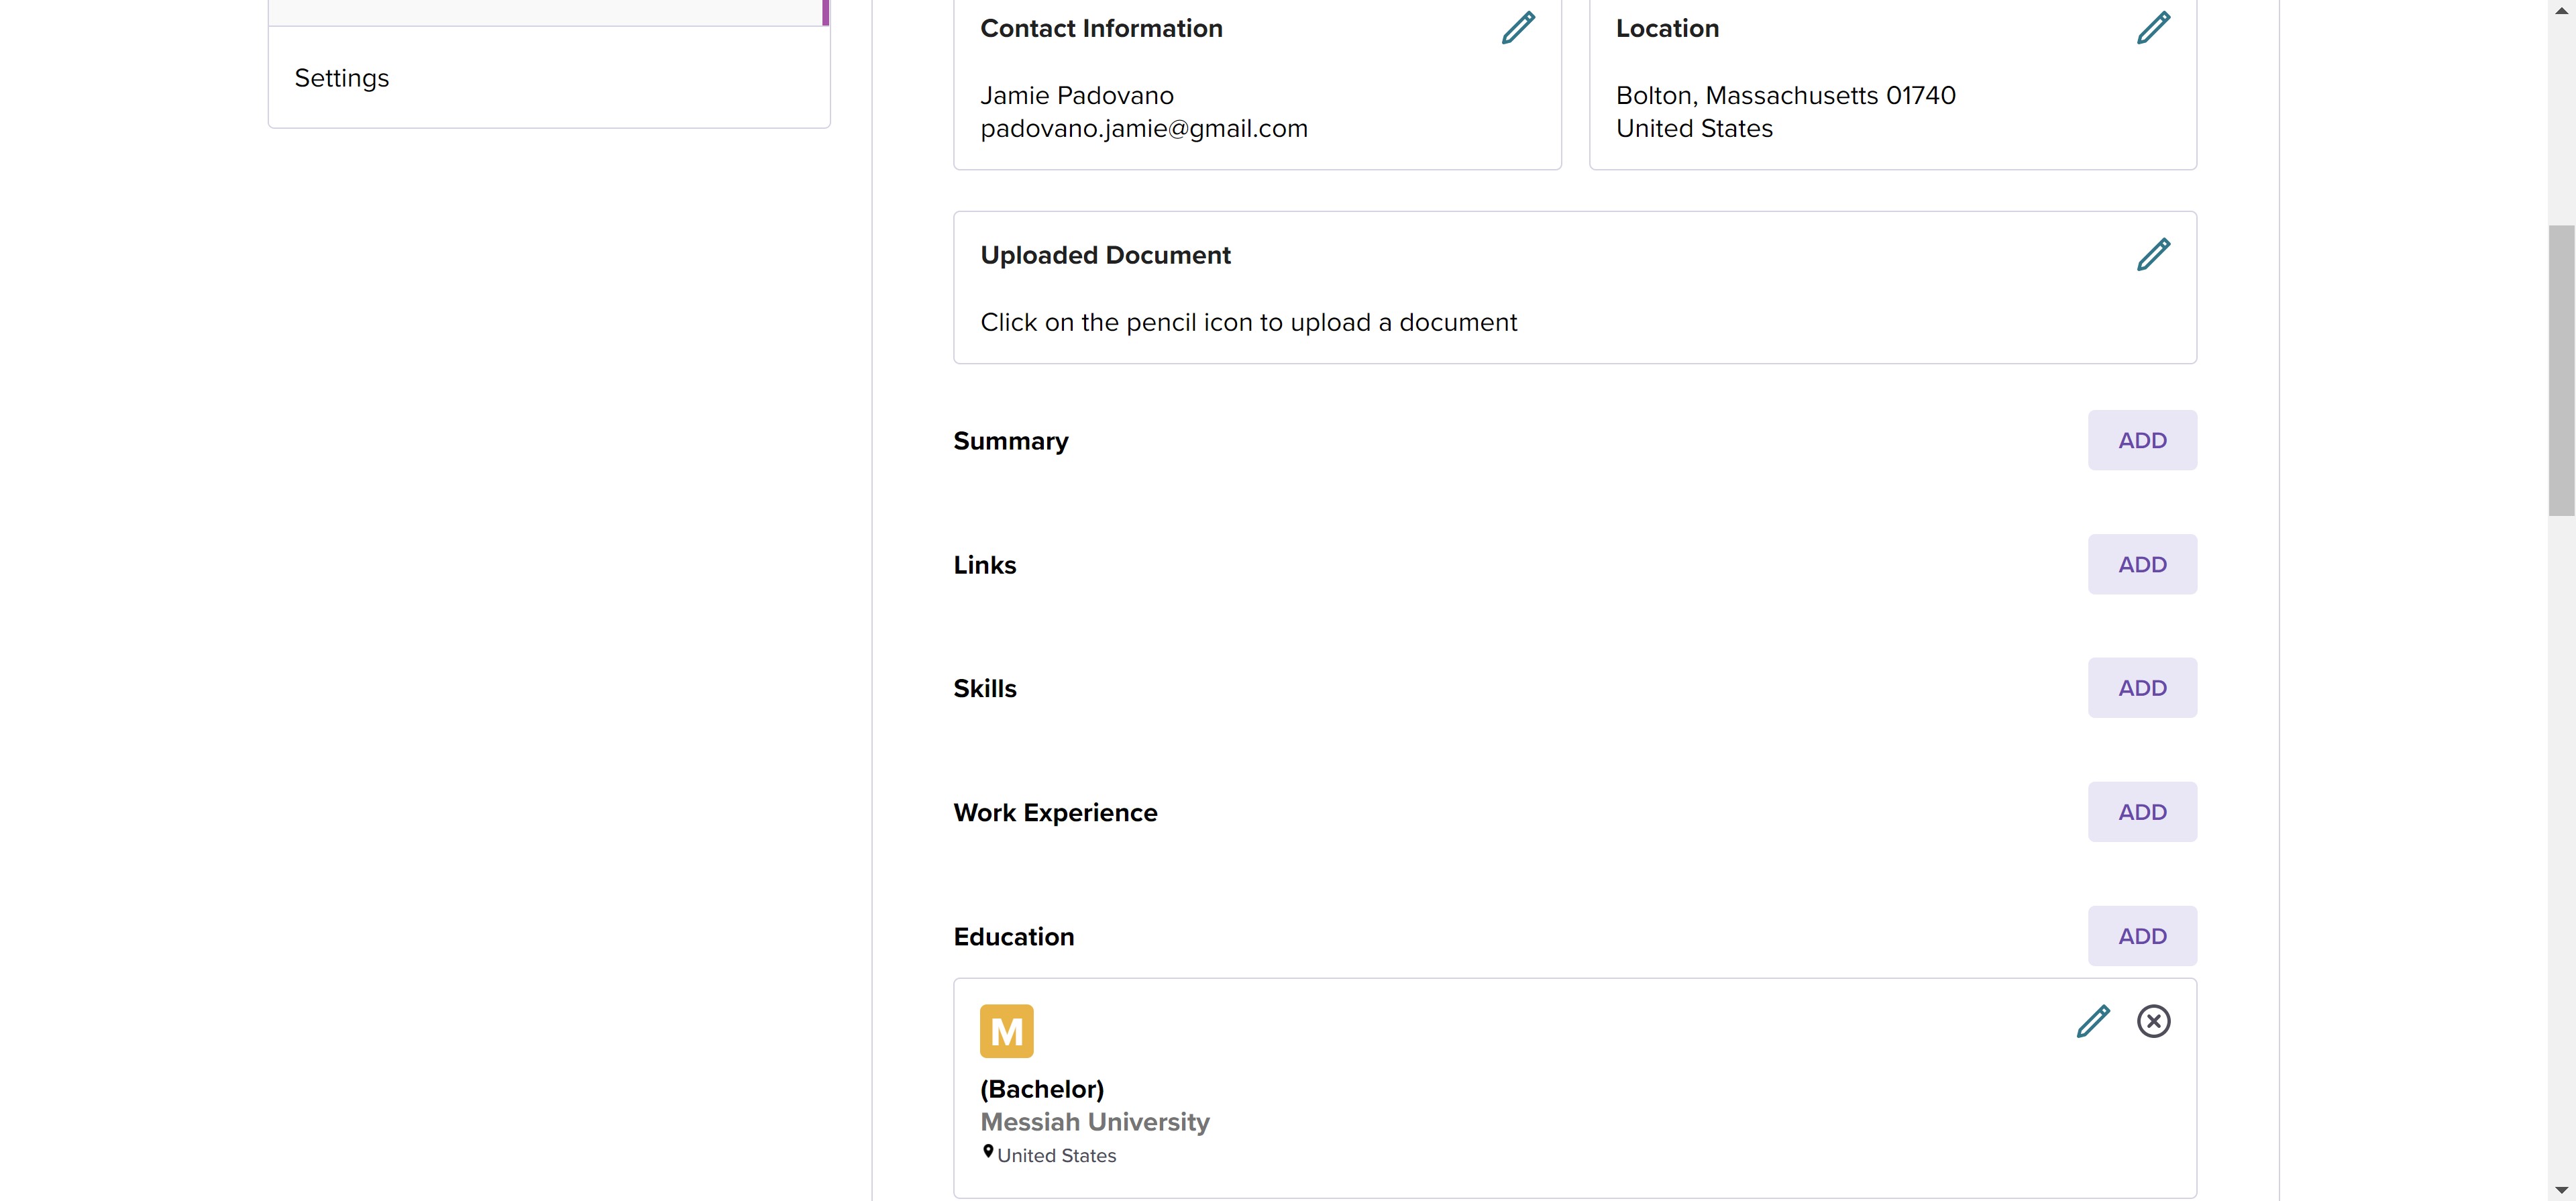 Settings
Contact Information
Jamie Padovano
padovano.jamie@gmail.com
Location
Bolton, Massachusetts 01740
United States
Uploaded Document
Click on the pencil icon to upload a document
Summary
ADD
Links
ADD
Skills
ADD
Work Experience
ADD
Education
ADD
M
(Bachelor)
Messiah University
United States